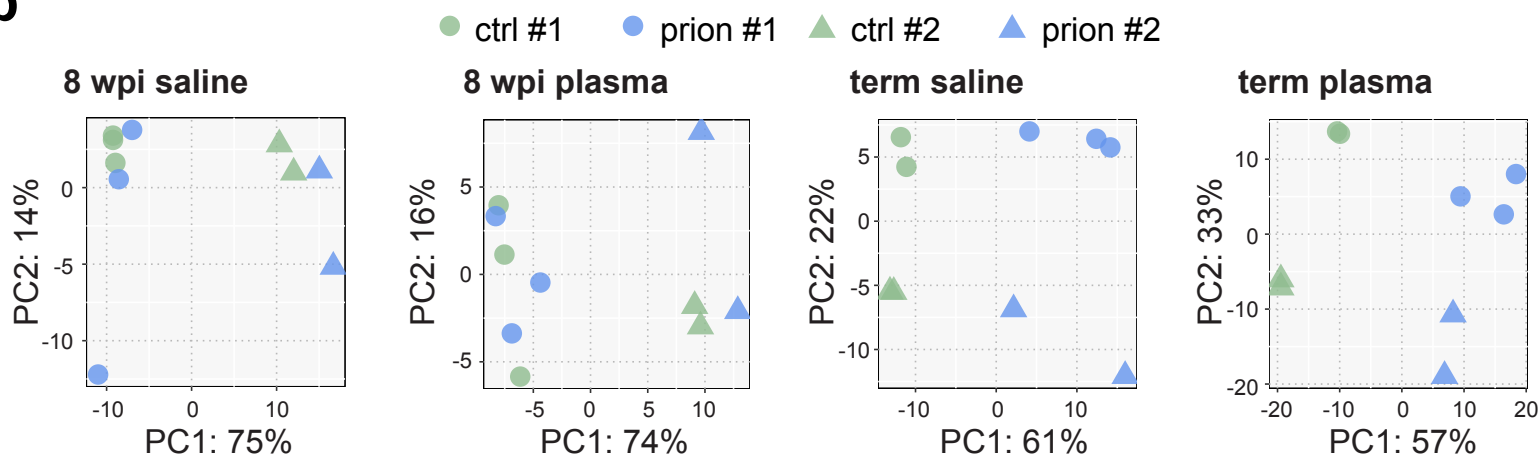 ctrl #1 prion #1 ctrl #2 prion #2
8 wpi saline
0
-5
-10
PC2: 14%
-10 0 10
PC1: 75%
8 wpi plasma
5
0
-5
PC2: 16%
-5 0 5 10
PC1: 74%
term saline
5
0
-5
-10
PC2: 22%
-10 0 10
PC1: 61%
term plasma
10
0
-10
-20
PC2: 33%
-20 -10 0 10 20
PC1: 57%